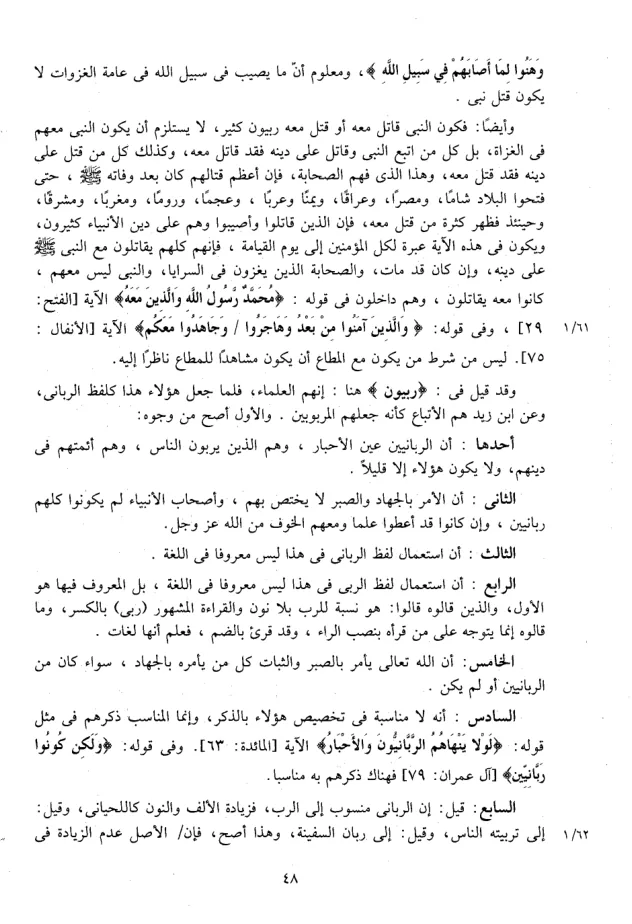 وَهَنُوا لِمَا أَصَابَهُمْ فِي سَبِيلِ اللَّهِ ﴾، ومعلوم أنّ ما يصيب فى سبيل الله فى عامة الغزوات لا
يكون قتل نبى .
وأيضًا: فكون النبى قاتل معه أو قتل معه ربيون كثير، لا يستلزم أن يكون النبى معهم
فى الغزاة، بل كل من اتبع النبى وقاتل على دينه فقد قاتل معه، وكذلك كل من قتل على
دينه فقد قتل معه، وهذا الذى فهم الصحابة، فإن أعظم قتالهم كان بعد وفاته ﷺ ، حتى
فتحوا البلاد شامًا، ومصرًا، وعراقًا، ويمنًا وعربًا ، وعجمًا، ورومًا، ومغربًا، ومشرقًا،
وحينئذ فظهر كثرة من قتل معه، فإن الذين قاتلوا وأصيبوا وهم على دين الأنبياء كثيرون،
ويكون فى هذه الآية عبرة لكل المؤمنين إلى يوم القيامة ، فإنهم كلهم يقاتلون مع النبى ﷺ
على دينه، وإن كان قد مات، والصحابة الذين يغزون فى السرايا، والنبى ليس معهم ،
كانوا معه يقاتلون ، وهم داخلون فى قوله : ﴿مُحَمَّدٌ رَّسُولُ اللَّهِ وَالَّذِينَ مَعَهُ﴾ الآية [الفتح:
١/٦١ ٢٩] ، وفى قوله: ﴿ وَالَّذِينَ آمَنُوا مِنْ بَعْدُ وَهَاجَرُوا / وَجَاهَدُوا مَعَكُمْ﴾ الآية [الأنفال :
٧٥]. ليس من شرط من يكون مع المطاع أن يكون مشاهدًا للمطاع ناظرًا إليه.
وقد قيل فى : ﴿ربيون ﴾ هنا : إنهم العلماء، فلما جعل هؤلاء هذا كلفظ الربانى،
وعن ابن زيد هم الأتباع كأنه جعلهم المربوبين . والأول أصح من وجوه:
أحدها : أن الربانيين عين الأحبار ، وهم الذين يربون الناس ، وهم أئمتهم فى
دينهم، ولا يكون هؤلاء إلا قليلاً .
الثانى : أن الأمر بالجهاد والصبر لا يختص بهم ، وأصحاب الأنبياء لم يكونوا كلهم
ربانيين ، وإن كانوا قد أعطوا علما ومعهم الخوف من الله عز وجل.
الثالث : أن استعمال لفظ الربانى فى هذا ليس معروفا فى اللغة .
الرابع : أن استعمال لفظ الربى فى هذا ليس معروفا فى اللغة ، بل المعروف فيها هو
الأول، والذين قالوه قالوا: هو نسبة للرب بلا نون والقراءة المشهور (ربى) بالكسر، وما
قالوه إنما يتوجه على من قرأه بنصب الراء ، وقد قرئ بالضم ، فعلم أنها لغات .
الخامس: أن الله تعالى يأمر بالصبر والثبات كل من يأمره بالجهاد ، سواء كان من
الربانيين أو لم يكن .
السادس : أنه لا مناسبة فى تخصيص هؤلاء بالذكر، وإنما المناسب ذكرهم فى مثل
قوله: ﴿لَوْلا يَنْهَاهُمُ الرَّبَّانِيُّونَ وَالأَحْبَارُ﴾ الآية [المائدة: ٦٣]. وفى قوله: ﴿وَلَكِن كُونُوا
رَبَّانِيّينَ﴾ [آل عمران: ٧٩] فهناك ذكرهم به مناسبا.
السابع: قيل: إن الربانى منسوب إلى الرب، فزيادة الألف والنون كاللحيانى، وقيل:
١/٦٢ إلى تربيته الناس، وقيل: إلى ربان السفينة، وهذا أصح، فإن/ الأصل عدم الزيادة فى
٤٨